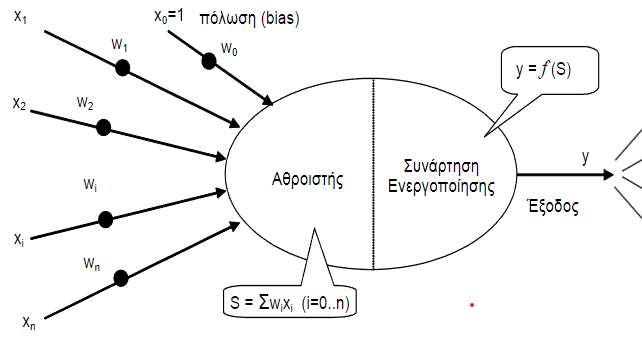 x₁
x₀=1 πόλωση (bias)
w₁
w₀
y = f (S)
x₂
w₂
Αθροιστής
Συνάρτηση
Ενεργοποίησης
y
Έξοδος
wᵢ
xᵢ
wₙ
S = Σwᵢxᵢ (i=0..n)
xₙ